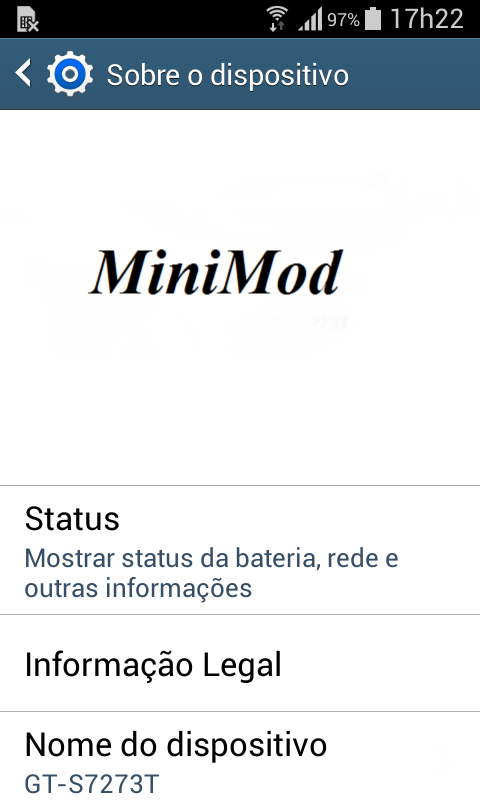 97% 17h22
Sobre o dispositivo
MiniMod
Status
Mostrar status da bateria, rede e
outras informações
Informação Legal
Nome do dispositivo
GT-S7273T